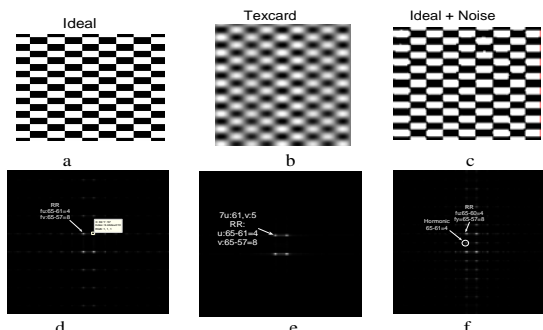 Ideal
Texcard
Ideal + Noise
a
b
c
RR
fu:65-61=4
fv:65-57=8
7u:61,v:5
RR:
u:65-61=4
v:65-57=8
RR
fu:65-60=4
fy=65-57=8
Hormonic
65-61=4
d
e
f